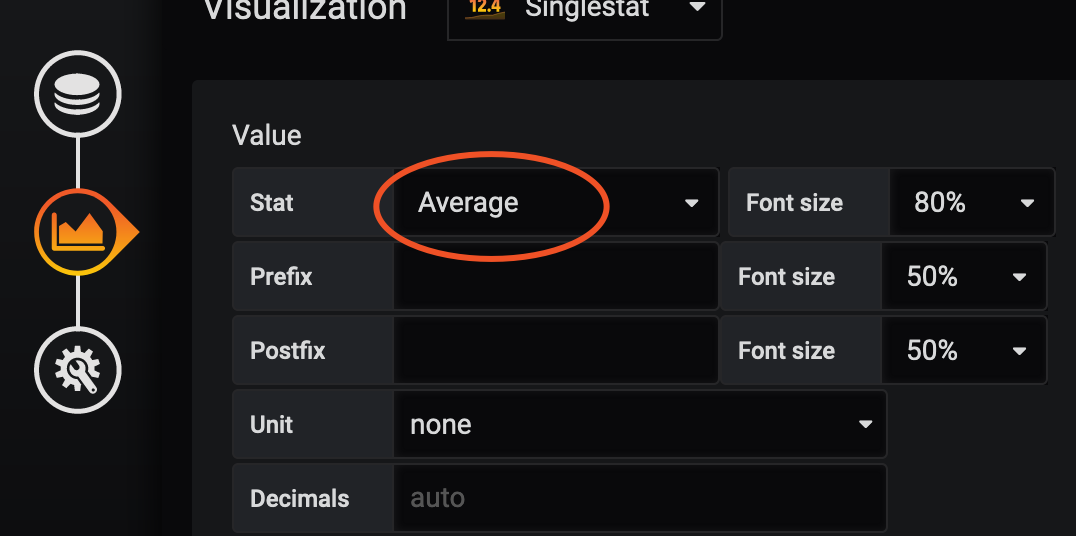 Visualization 12.4 Singlestat
Value
Stat Average Font size 80%
Prefix Font size 50%
Postfix Font size 50%
Unit none
Decimals auto